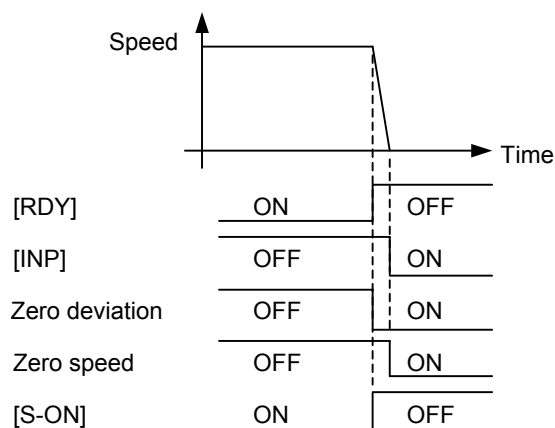 Speed
Time
[RDY] ON OFF
[INP] OFF ON
Zero deviation OFF ON
Zero speed OFF ON
[S-ON] ON OFF